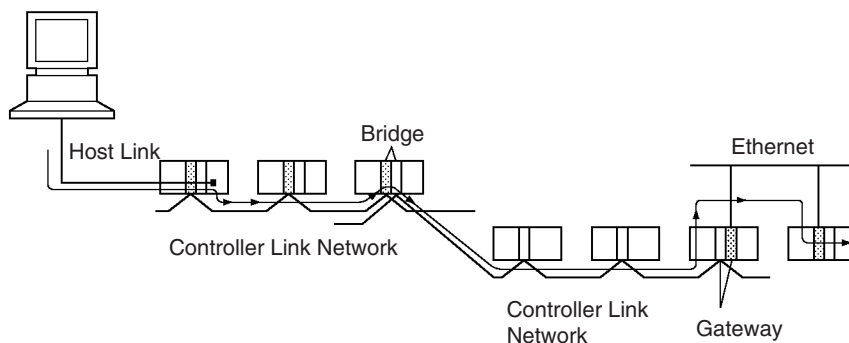 Host Link
Bridge
Ethernet
Controller Link Network
Controller Link
Network
Gateway